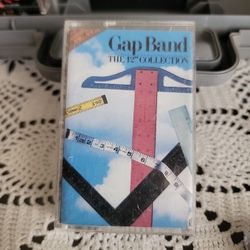 Gap Band
THE 12" COLLECTION